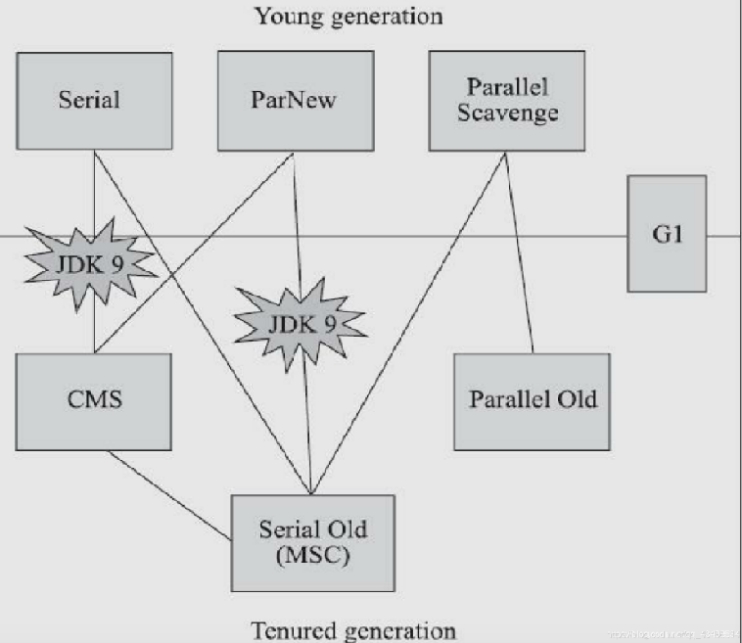 Young generation
Serial
ParNew
Parallel
Scavenge
G1
JDK 9
JDK 9
CMS
Parallel Old
Serial Old
(MSC)
Tenured generation